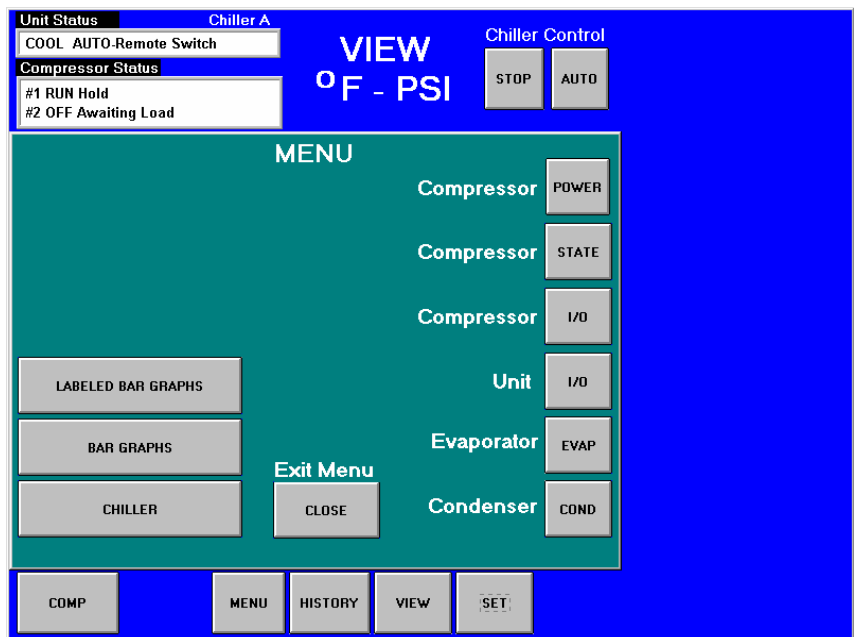 Unit Status Chiller A
COOL AUTO-Remote Switch
Compressor Status
#1 RUN Hold
#2 OFF Awaiting Load
VIEW
ºF - PSI
Chiller Control
STOP AUTO
MENU
Compressor POWER
Compressor STATE
Compressor I/O
LABELED BAR GRAPHS
Unit I/O
BAR GRAPHS
Evaporator EVAP
Exit Menu
CHILLER
CLOSE
Condenser COND
COMP MENU HISTORY VIEW SET